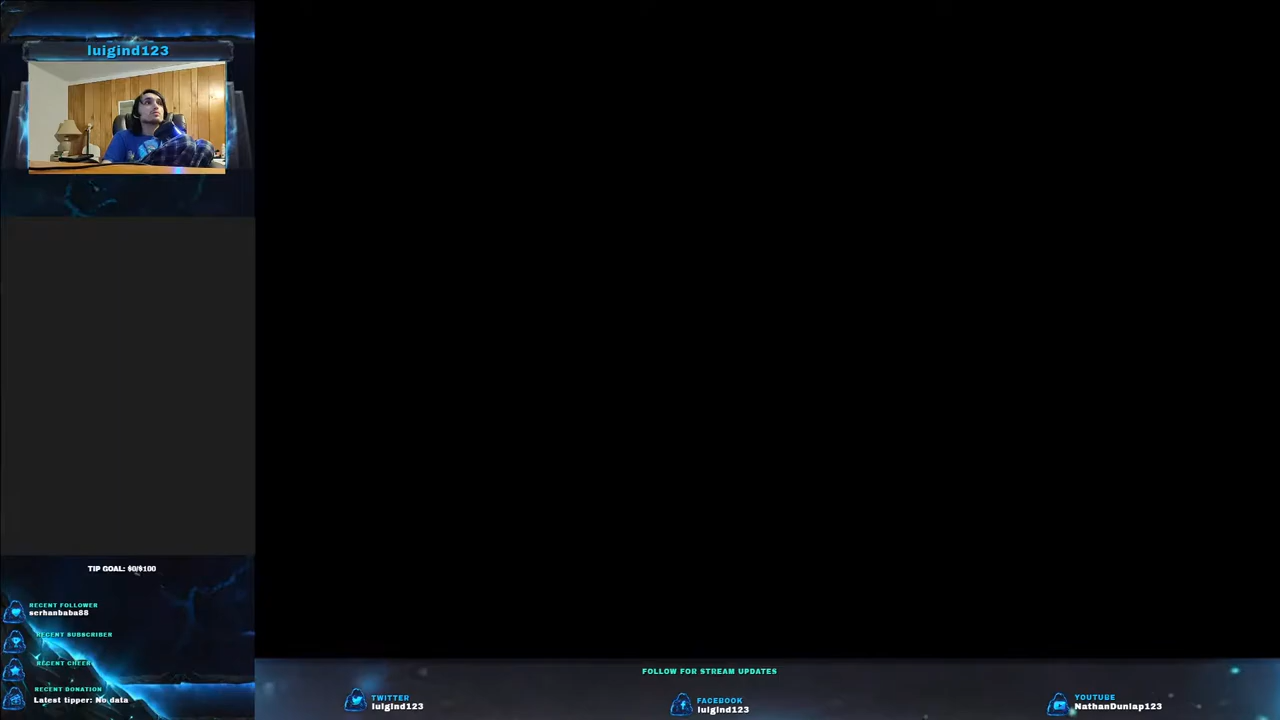 luigind123
TIP GOAL: $0/$100
RECENT FOLLOWER
serhanbaba88
RECENT SUBSCRIBER
RECENT CHEER
RECENT DONATION
Latest tipper: No data
FOLLOW FOR STREAM UPDATES
TWITTER
luigind123
FACEBOOK
luigind123
YOUTUBE
NathanDunlap123